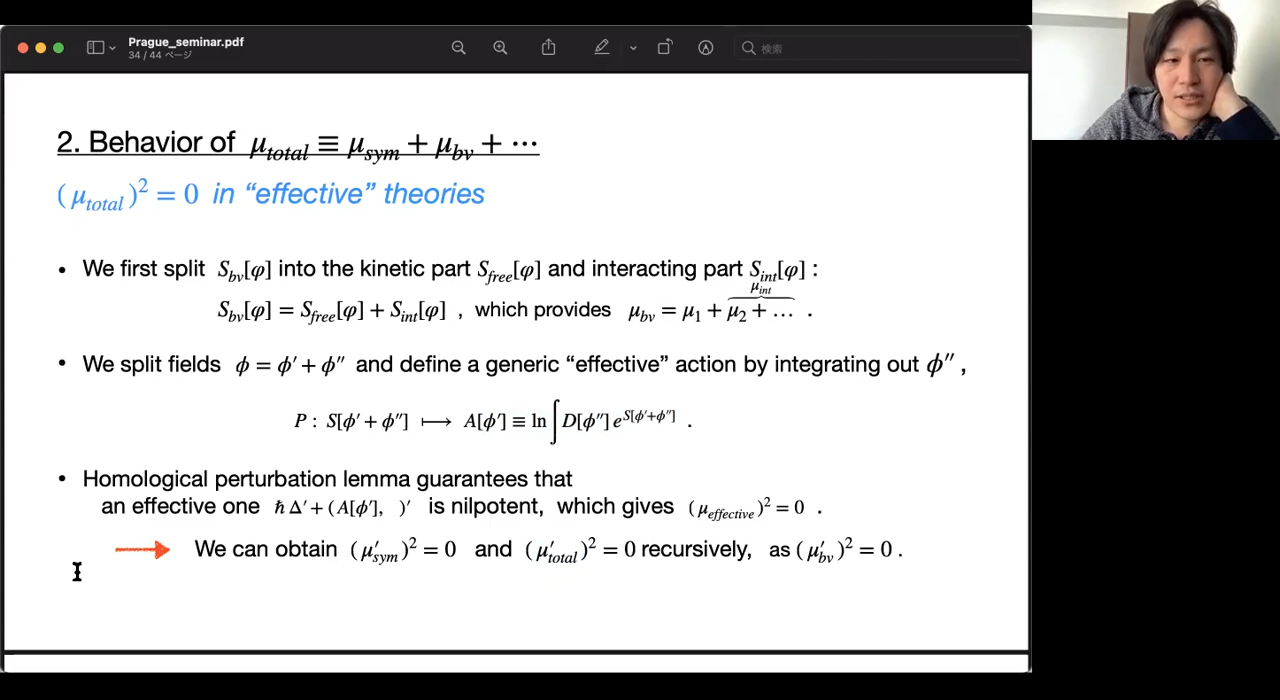 Prague_seminar.pdf
34 / 44 ページ
検索
2. Behavior of μ_total ≡ μ_sym + μ_bv + ⋯
(μ_total)² = 0 in “effective” theories
• We first split S_bv[φ] into the kinetic part S_free[φ] and interacting part S_int[φ] :
μ_int
S_bv[φ] = S_free[φ] + S_int[φ] , which provides μ_bv = μ₁ + μ₂ + … .
• We split fields ϕ = ϕ′ + ϕ″ and define a generic “effective” action by integrating out ϕ″ ,
P : S[ϕ′ + ϕ″] ⟼ A[ϕ′] ≡ ln ∫ D[ϕ″] e^{S[ϕ′+ϕ″]} .
• Homological perturbation lemma guarantees that
an effective one ℏ Δ′ + (A[ϕ′], )′ is nilpotent, which gives (μ_effective)² = 0 .
We can obtain (μ′_sym)² = 0 and (μ′_total)² = 0 recursively, as (μ′_bv)² = 0 .